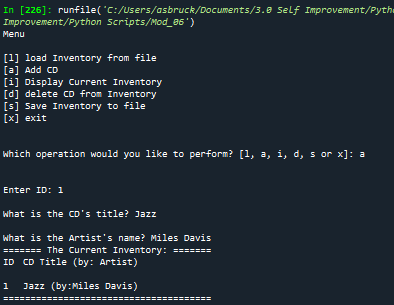 In [226]: runfile('C:/Users/asbruck/Documents/3.0 Self Improvement/Pyth
Improvement/Python Scripts/Mod_06')
Menu
[l] load Inventory from file
[a] Add CD
[i] Display Current Inventory
[d] delete CD from Inventory
[s] Save Inventory to file
[x] exit
Which operation would you like to perform? [l, a, i, d, s or x]: a
Enter ID: 1
What is the CD's title? Jazz
What is the Artist's name? Miles Davis
======= The Current Inventory: =======
ID CD Title (by: Artist)
1 Jazz (by:Miles Davis)
======================================